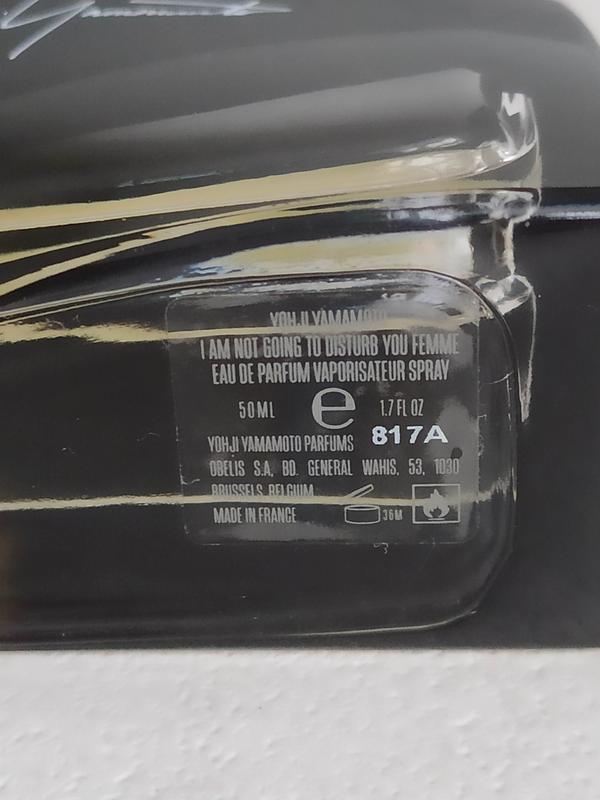 YOHJI YAMAMOTO
I AM NOT GOING TO DISTURB YOU FEMME
EAU DE PARFUM VAPORISATEUR SPRAY
50 ML e 1.7 FL OZ
817A
YOHJI YAMAMOTO PARFUMS
OBELIS S.A, BD. GENERAL WAHIS, 53, 1030
BRUSSELS, BELGIUM
MADE IN FRANCE
36M